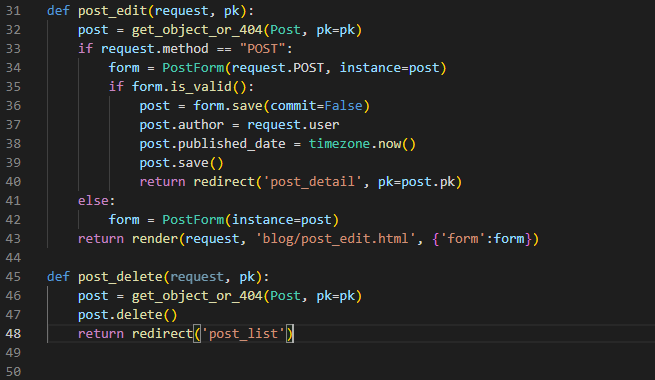 31 def post_edit(request, pk):
32     post = get_object_or_404(Post, pk=pk)
33     if request.method == "POST":
34         form = PostForm(request.POST, instance=post)
35         if form.is_valid():
36             post = form.save(commit=False)
37             post.author = request.user
38             post.published_date = timezone.now()
39             post.save()
40             return redirect('post_detail', pk=post.pk)
41     else:
42         form = PostForm(instance=post)
43     return render(request, 'blog/post_edit.html', {'form':form})
44
45 def post_delete(request, pk):
46     post = get_object_or_404(Post, pk=pk)
47     post.delete()
48     return redirect('post_list')
49
50